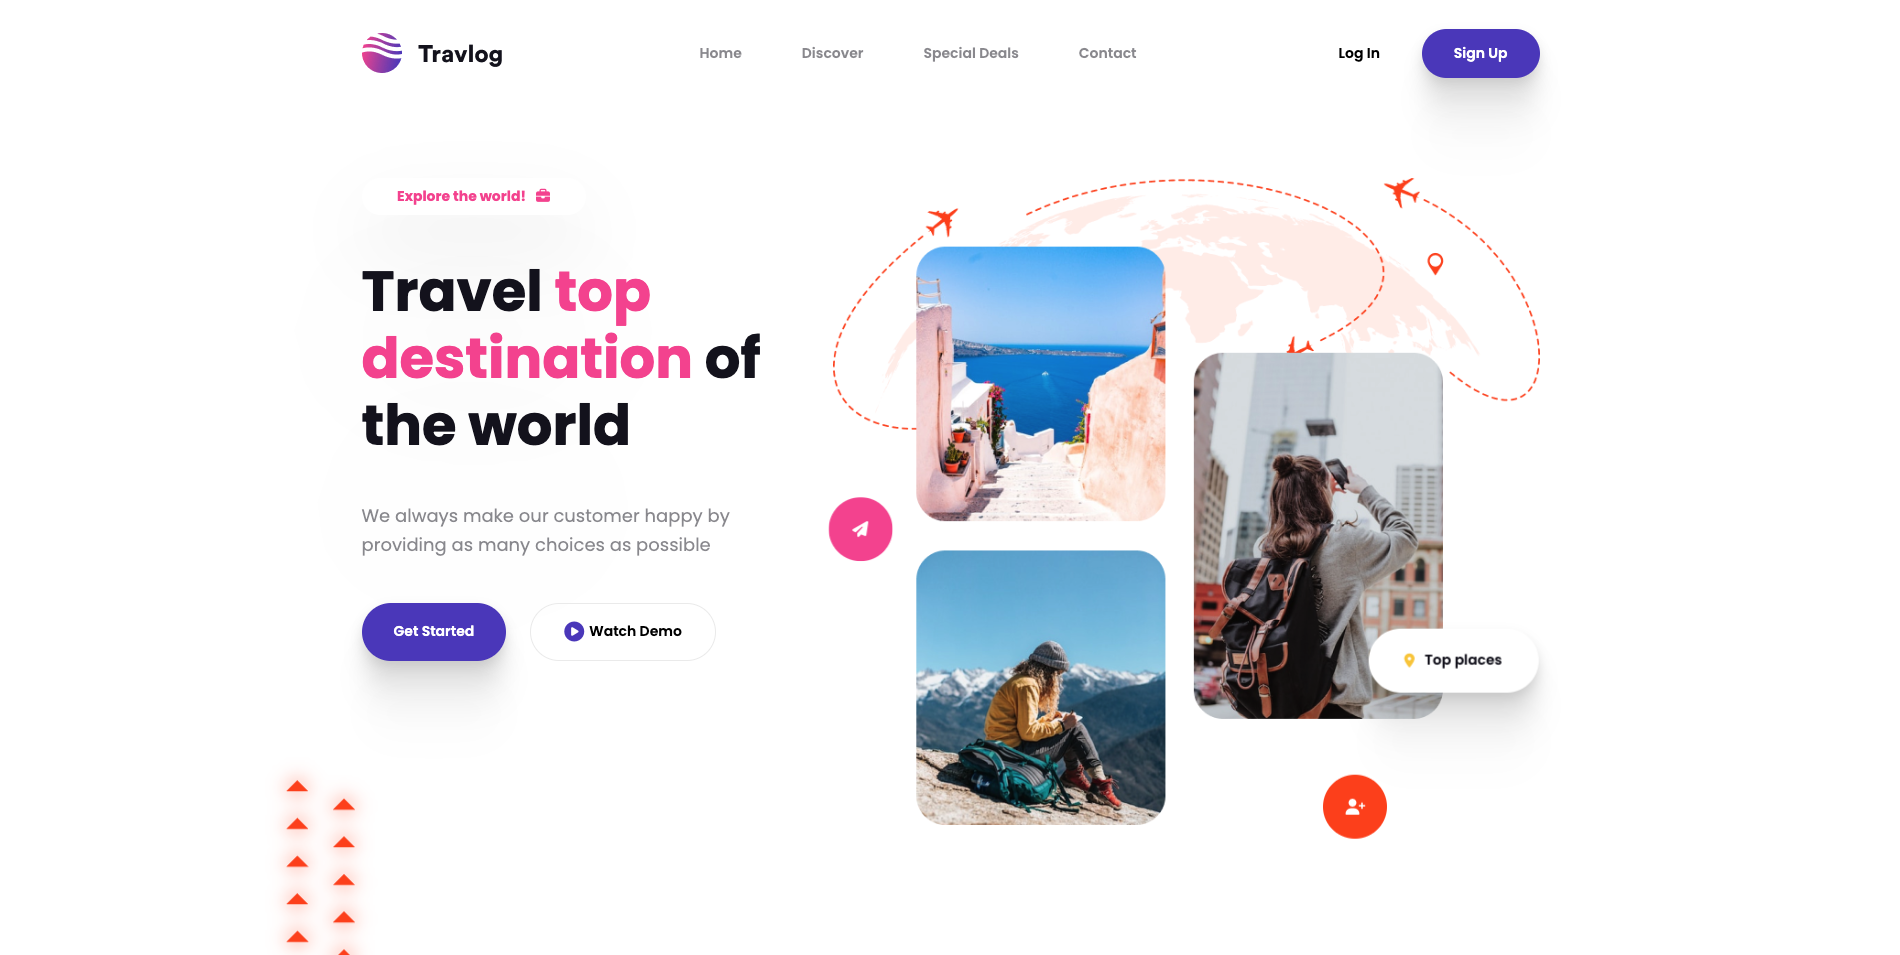 Travlog
Home
Discover
Special Deals
Contact
Log In
Sign Up
Explore the world!
Travel top
destination of
the world
We always make our customer happy by
providing as many choices as possible
Get Started
Watch Demo
Top places